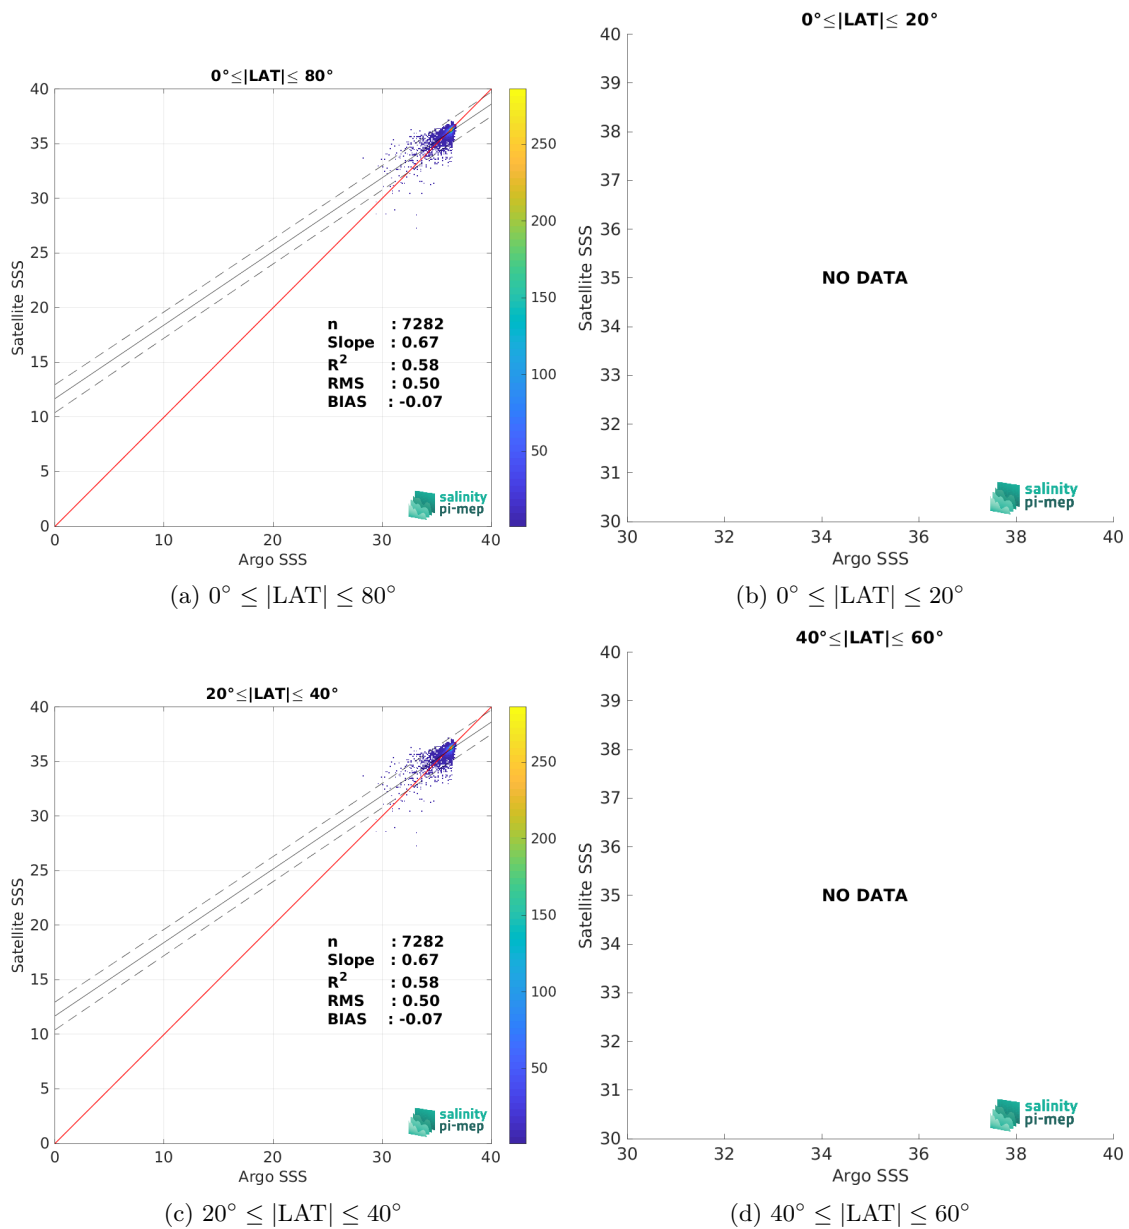 0°≤|LAT|≤ 80°
40
35
30
25
20
15
10
5
0
Satellite SSS
n : 7282
Slope : 0.67
R² : 0.58
RMS : 0.50
BIAS : -0.07
salinity
pi-mep
0 10 20 30 40
Argo SSS
250
200
150
100
50
(a) 0° ≤ |LAT| ≤ 80°
0°≤|LAT|≤ 20°
40
39
38
37
36
35
34
33
32
31
30
Satellite SSS
NO DATA
salinity
pi-mep
30 32 34 36 38 40
Argo SSS
(b) 0° ≤ |LAT| ≤ 20°
20°≤|LAT|≤ 40°
40
35
30
25
20
15
10
5
0
Satellite SSS
n : 7282
Slope : 0.67
R² : 0.58
RMS : 0.50
BIAS : -0.07
salinity
pi-mep
0 10 20 30 40
Argo SSS
250
200
150
100
50
(c) 20° ≤ |LAT| ≤ 40°
40°≤|LAT|≤ 60°
40
39
38
37
36
35
34
33
32
31
30
Satellite SSS
NO DATA
salinity
pi-mep
30 32 34 36 38 40
Argo SSS
(d) 40° ≤ |LAT| ≤ 60°